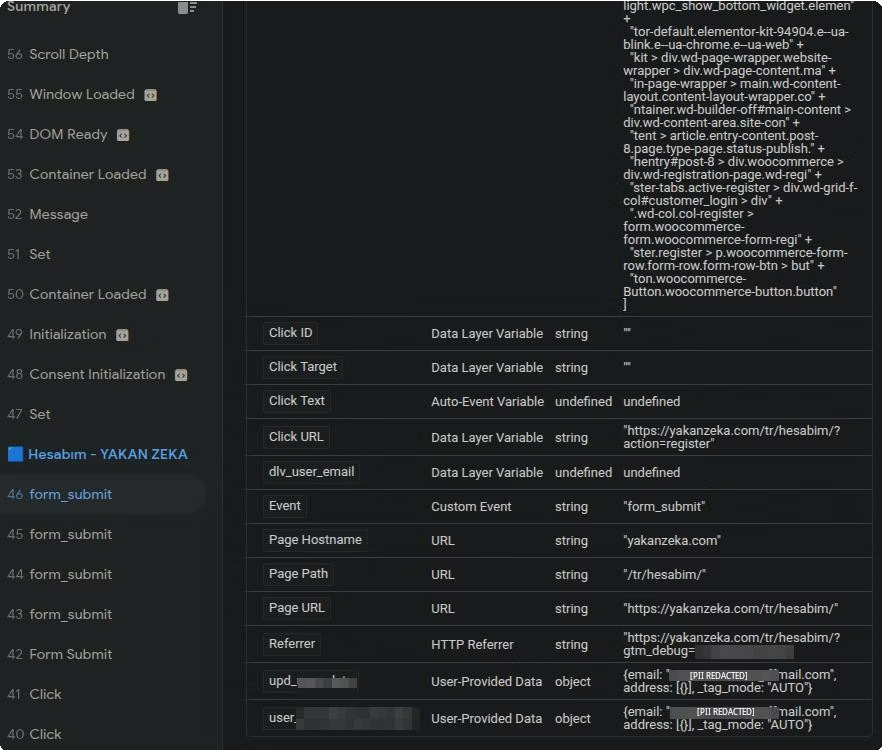 Summary
56 Scroll Depth
55 Window Loaded
54 DOM Ready
53 Container Loaded
52 Message
51 Set
50 Container Loaded
49 Initialization
48 Consent Initialization
47 Set
Hesabım - YAKAN ZEKA
46 form_submit
45 form_submit
44 form_submit
43 form_submit
42 Form Submit
41 Click
40 Click
light.wpc_show_bottom_widget.elemen"
+
"tor-default.elementor-kit-94904.e--ua-
blink.e--ua-chrome.e--ua-web" +
"kit > div.wd-page-wrapper.website-
wrapper > div.wd-page-content.ma" +
"in-page-wrapper > main.wd-content-
layout.content-layout-wrapper.co" +
"ntainer.wd-builder-off#main-content >
div.wd-content-area.site-con" +
"tent > article.entry-content.post-
8.page.type-page.status-publish." +
"hentry#post-8 > div.woocommerce >
div.wd-registration-page.wd-regi" +
"ster-tabs.active-register > div.wd-grid-f-
col#customer_login > div" +
".wd-col.col-register >
form.woocommerce-
form.woocommerce-form-regi" +
"ster.register > p.woocommerce-form-
row.form-row.form-row-btn > but" +
"ton.woocommerce-
Button.woocommerce-button.button"
]
Click ID Data Layer Variable string ""
Click Target Data Layer Variable string ""
Click Text Auto-Event Variable undefined undefined
Click URL Data Layer Variable string "https://yakanzeka.com/tr/hesabim/?
action=register"
dlv_user_email Data Layer Variable undefined undefined
Event Custom Event string "form_submit"
Page Hostname URL string "yakanzeka.com"
Page Path URL string "/tr/hesabim/"
Page URL URL string "https://yakanzeka.com/tr/hesabim/"
Referrer HTTP Referrer string "https://yakanzeka.com/tr/hesabim/?
gtm_debug=
upd_ User-Provided Data object {email: "[PII REDACTED]mail.com",
address: [{}], _tag_mode: "AUTO"}
user_ User-Provided Data object {email: "[PII REDACTED]mail.com",
address: [{}], _tag_mode: "AUTO"}